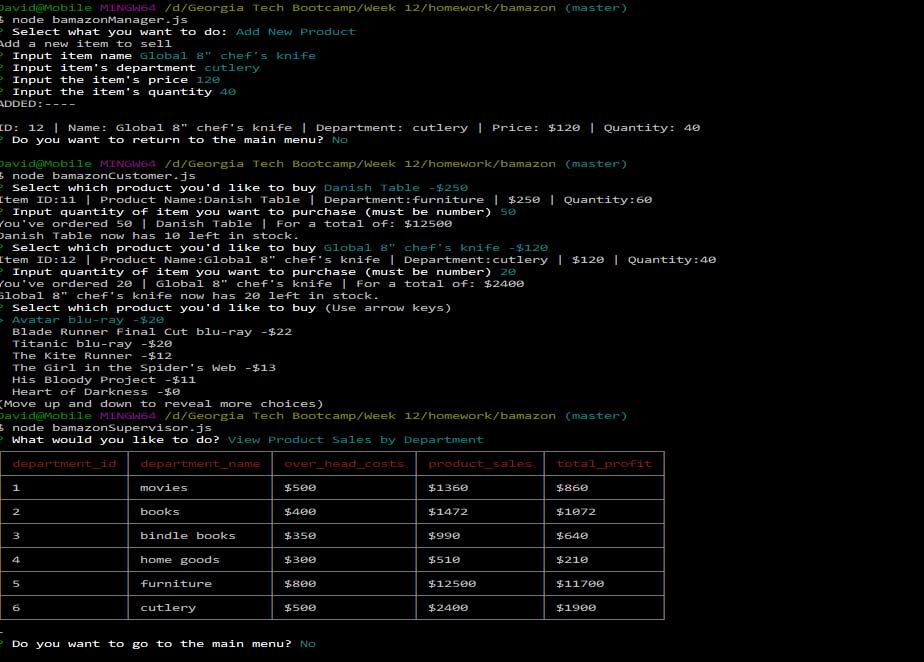 David@Mobile MINGW64 /d/Georgia Tech Bootcamp/Week 12/homework/bamazon (master)
$ node bamazonManager.js
? Select what you want to do: Add New Product
Add a new item to sell
? Input item name Global 8" chef's knife
? Input item's department cutlery
? Input the item's price 120
? Input the item's quantity 40
ADDED:----
ID: 12 | Name: Global 8" chef's knife | Department: cutlery | Price: $120 | Quantity: 40
? Do you want to return to the main menu? No
David@Mobile MINGW64 /d/Georgia Tech Bootcamp/Week 12/homework/bamazon (master)
$ node bamazonCustomer.js
? Select which product you'd like to buy Danish Table -$250
Item ID:11 | Product Name:Danish Table | Department:furniture | $250 | Quantity:60
? Input quantity of item you want to purchase (must be number) 50
You've ordered 50 | Danish Table | For a total of: $12500
Danish Table now has 10 left in stock.
? Select which product you'd like to buy Global 8" chef's knife -$120
Item ID:12 | Product Name:Global 8" chef's knife | Department:cutlery | $120 | Quantity:40
? Input quantity of item you want to purchase (must be number) 20
You've ordered 20 | Global 8" chef's knife | For a total of: $2400
Global 8" chef's knife now has 20 left in stock.
? Select which product you'd like to buy (Use arrow keys)
> Avatar blu-ray -$20
Blade Runner Final Cut blu-ray -$22
Titanic blu-ray -$20
The Kite Runner -$12
The Girl in the Spider's Web -$13
His Bloody Project -$11
Heart of Darkness -$0
(Move up and down to reveal more choices)
David@Mobile MINGW64 /d/Georgia Tech Bootcamp/Week 12/homework/bamazon (master)
$ node bamazonSupervisor.js
? What would you like to do? View Product Sales by Department
department_id department_name over_head_costs product_sales total_profit
1 movies $500 $1360 $860
2 books $400 $1472 $1072
3 bindle books $350 $990 $640
4 home goods $300 $510 $210
5 furniture $800 $12500 $11700
6 cutlery $500 $2400 $1900
-
? Do you want to go to the main menu? No